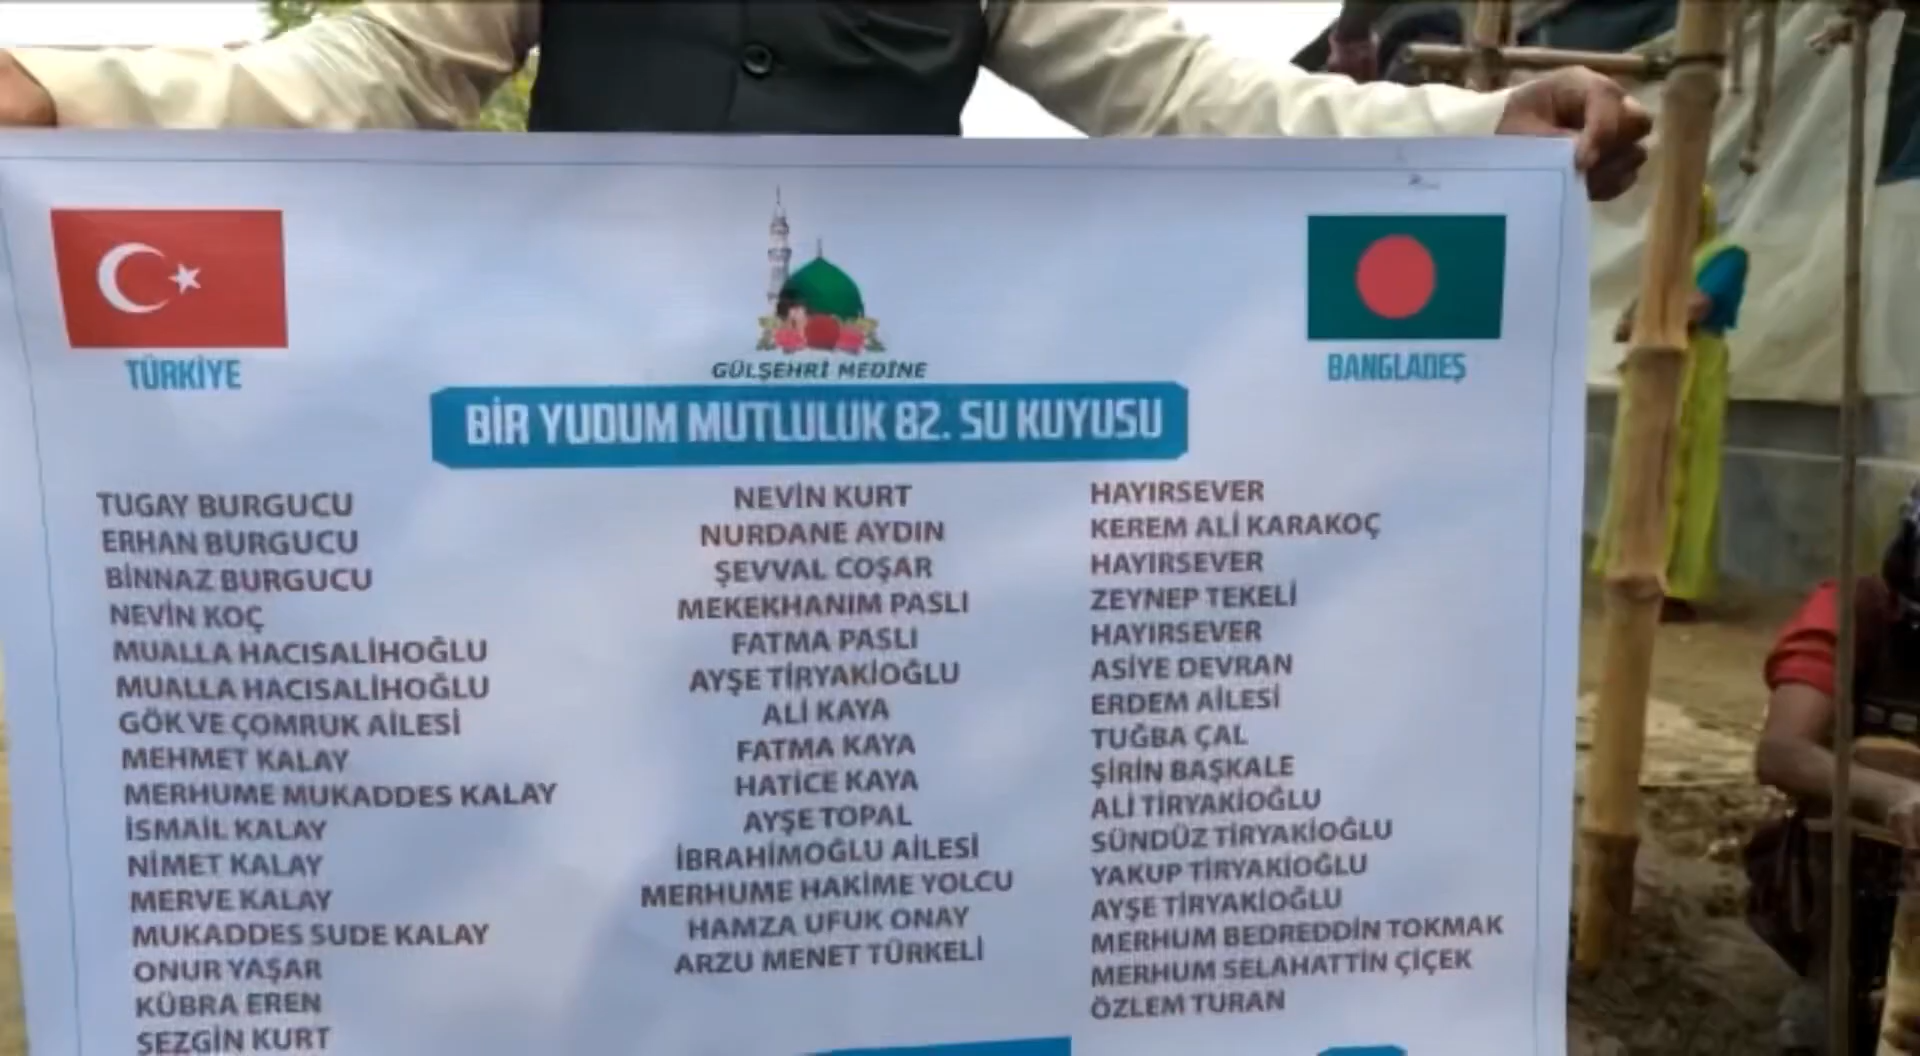 TÜRKİYE
GÜLŞEHRİ MEDİNE
BANGLADEŞ
BİR YUDUM MUTLULUK 82. SU KUYUSU
TUGAY BURGUCU
ERHAN BURGUCU
BİNNAZ BURGUCU
NEVİN KOÇ
MUALLA HACISALİHOĞLU
MUALLA HACISALİHOĞLU
GÖK VE ÇOMRUK AİLESİ
MEHMET KALAY
MERHUME MUKADDES KALAY
İSMAİL KALAY
NİMET KALAY
MERVE KALAY
MUKADDES SUDE KALAY
ONUR YAŞAR
KÜBRA EREN
SEZGİN KURT
NEVİN KURT
NURDANE AYDIN
ŞEVVAL COŞAR
MEKEKHANIM PASLI
FATMA PASLI
AYŞE TİRYAKİOĞLU
ALİ KAYA
FATMA KAYA
HATİCE KAYA
AYŞE TOPAL
İBRAHİMOĞLU AİLESİ
MERHUME HAKİME YOLCU
HAMZA UFUK ONAY
ARZU MENET TÜRKELİ
HAYIRSEVER
KEREM ALİ KARAKOÇ
HAYIRSEVER
ZEYNEP TEKELİ
HAYIRSEVER
ASİYE DEVRAN
ERDEM AİLESİ
TUĞBA ÇAL
ŞİRİN BAŞKALE
ALİ TİRYAKİOĞLU
SÜNDÜZ TİRYAKİOĞLU
YAKUP TİRYAKİOĞLU
AYŞE TİRYAKİOĞLU
MERHUM BEDREDDİN TOKMAK
MERHUM SELAHATTİN ÇİÇEK
ÖZLEM TURAN